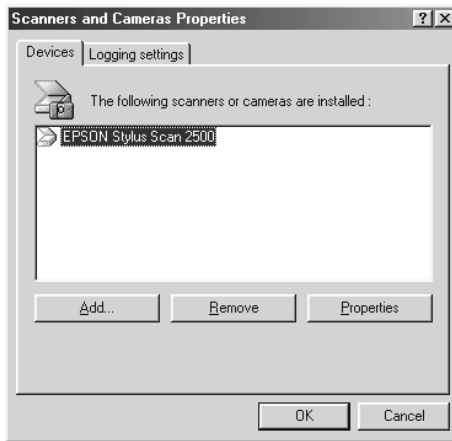 Scanners and Cameras Properties
Devices
Logging settings
The following scanners or cameras are installed :
EPSON Stylus Scan 2500
Add...
Remove
Properties
OK
Cancel